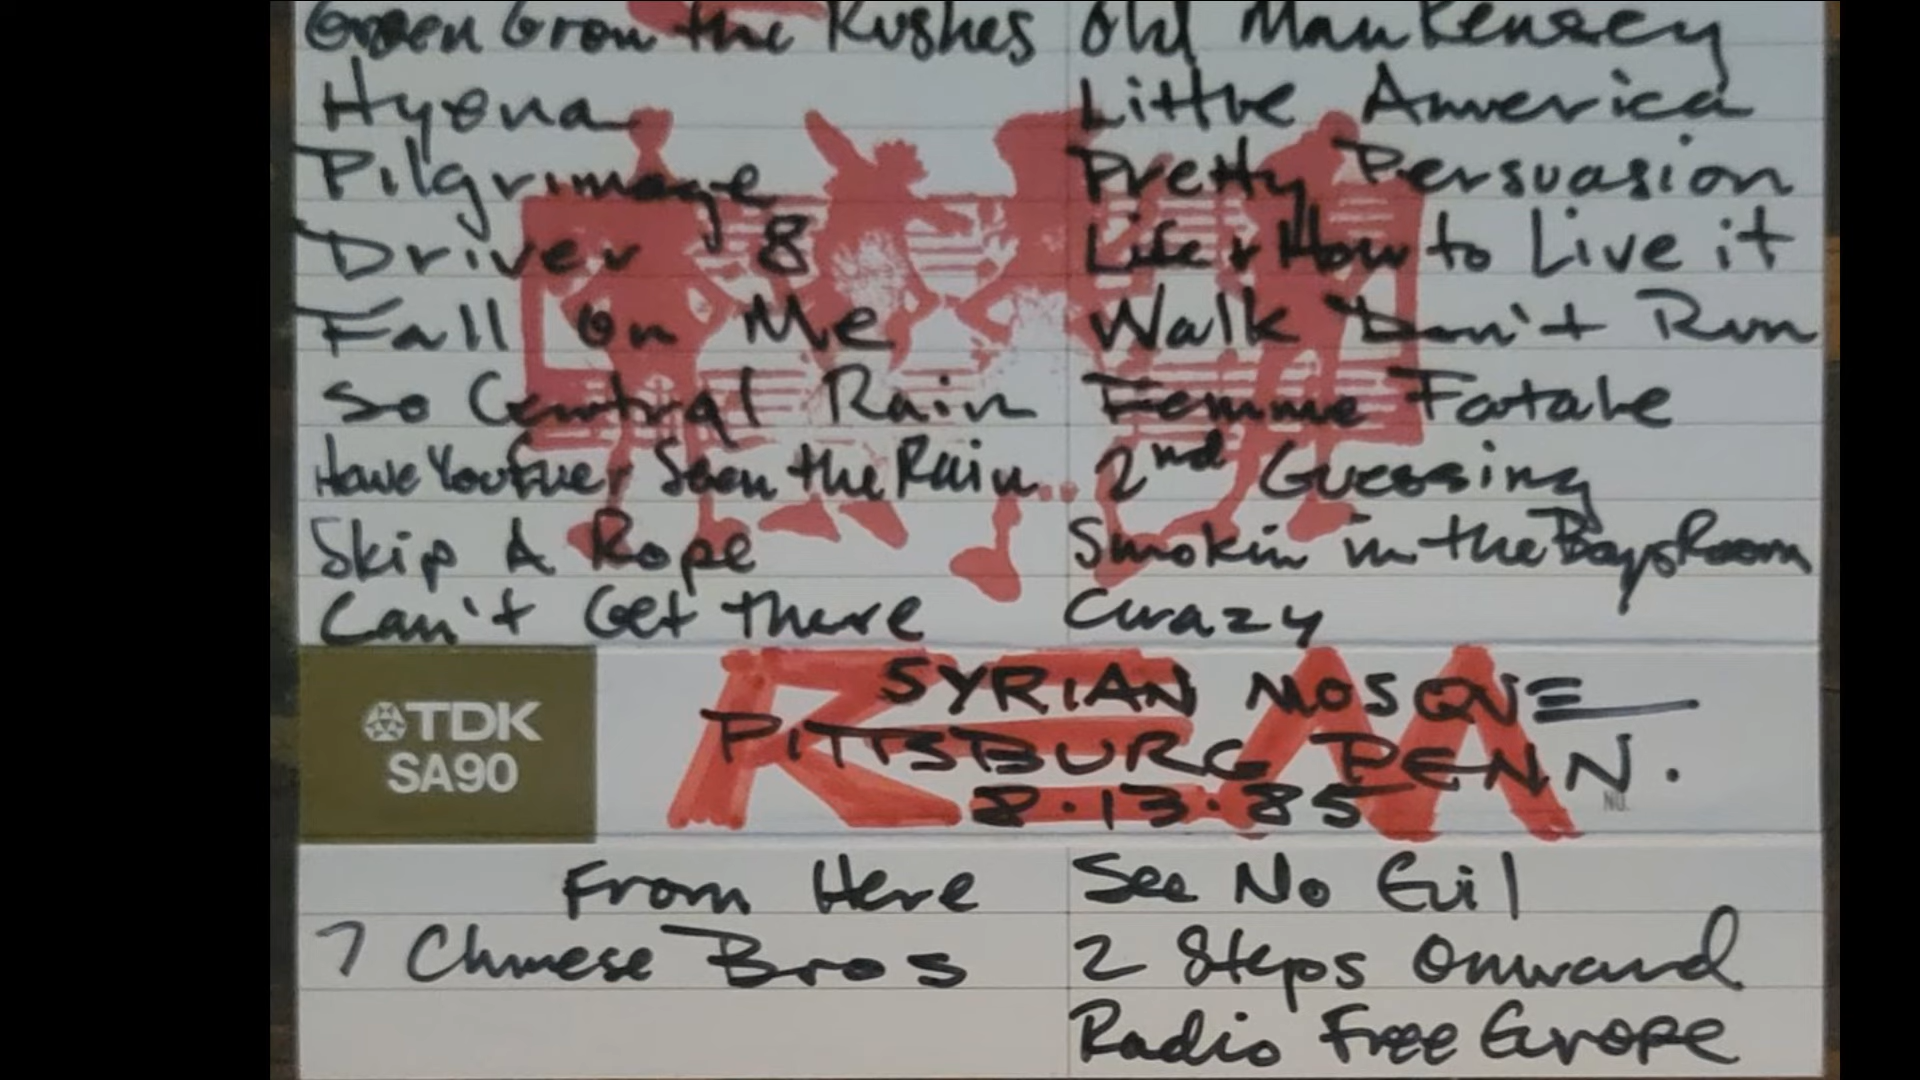 Green Grow the Rushes
Hyena
Pilgrimage
Driver 8
Fall on Me
So Central Rain
Have You Ever Seen the Rain
Skip A Rope
Can't Get There
Old Man Kensey
Little America
Pretty Persuasion
Life & How to Live it
Walk Don't Run
Femme Fatale
2nd Guessing
Smokin in the Boys Room
Crazy
TDK
SA90
REM
SYRIAN MOSQUE
PITTSBURG PENN.
8.13.85
NO.
From Here
7 Chinese Bros
See No Evil
2 Steps Onward
Radio Free Europe